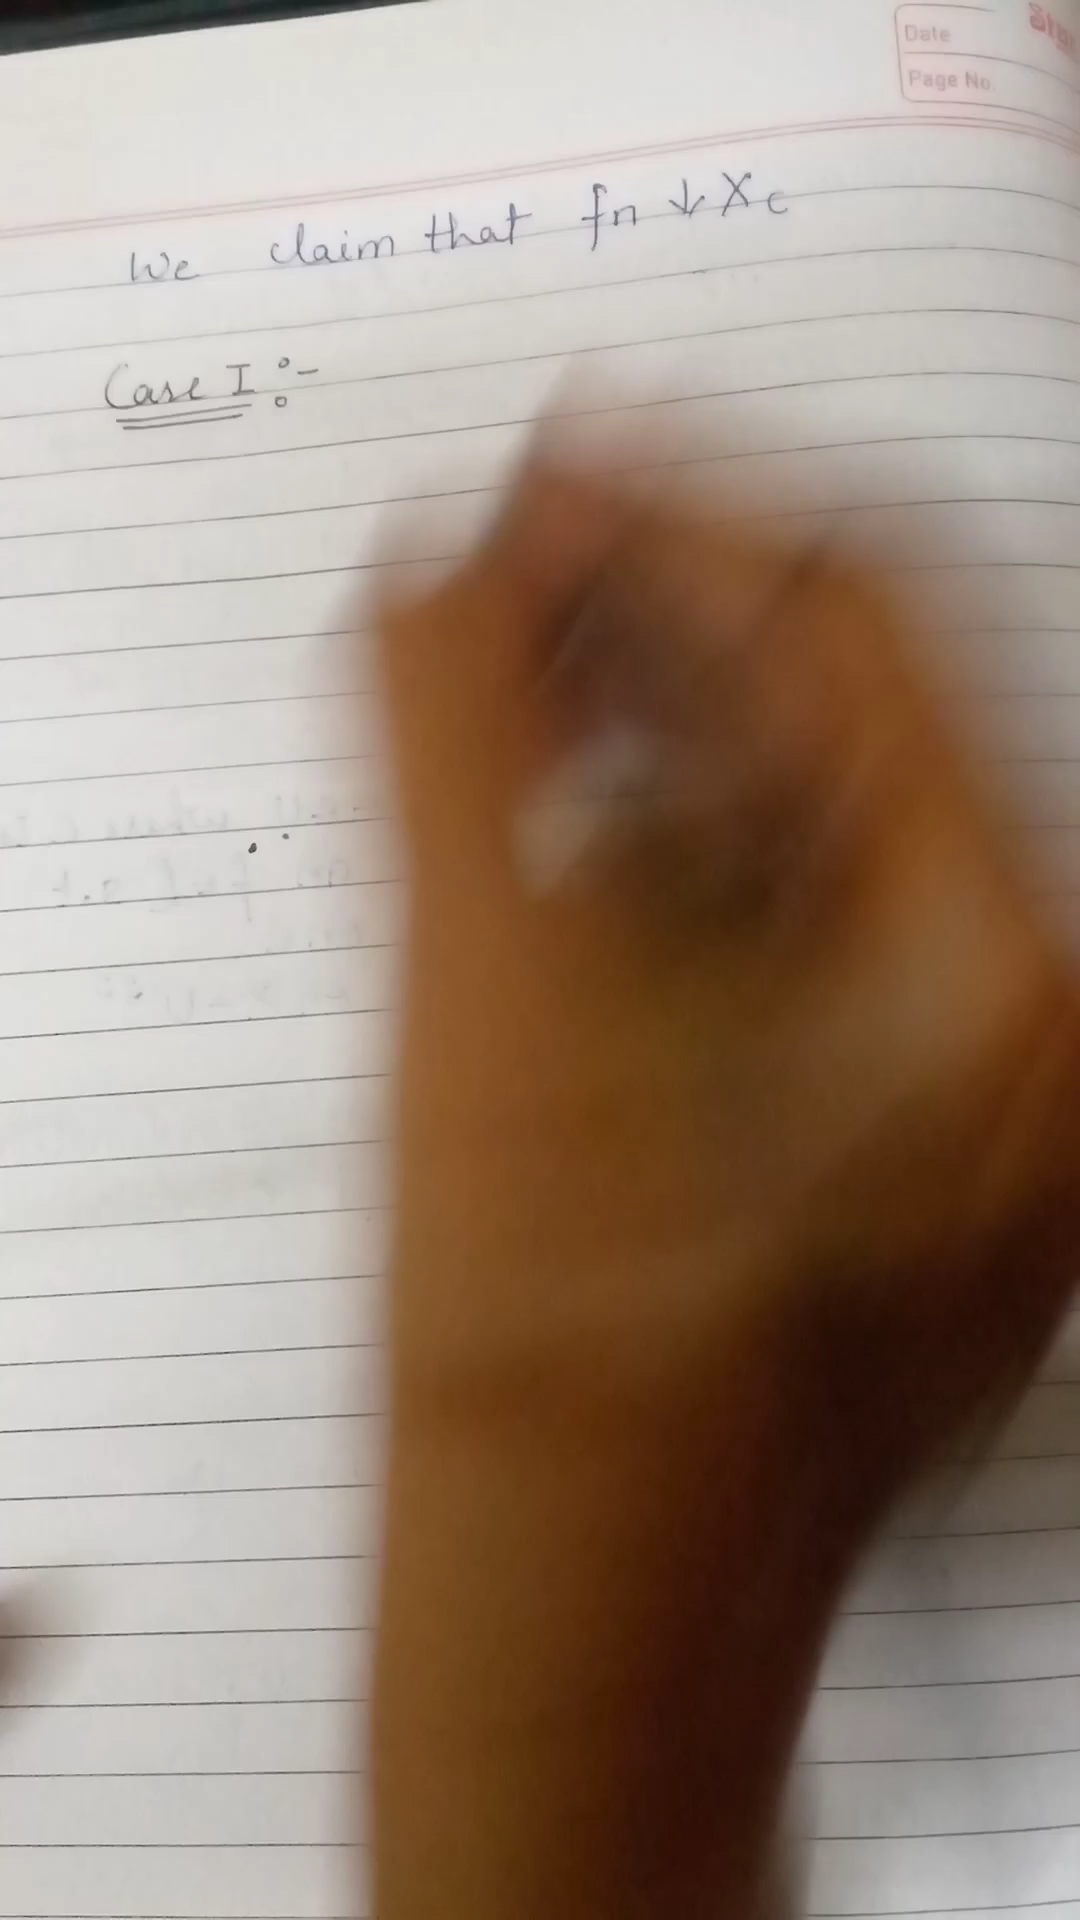 Date
Page No.
We claim that fn ↓ Xc
Case I :-